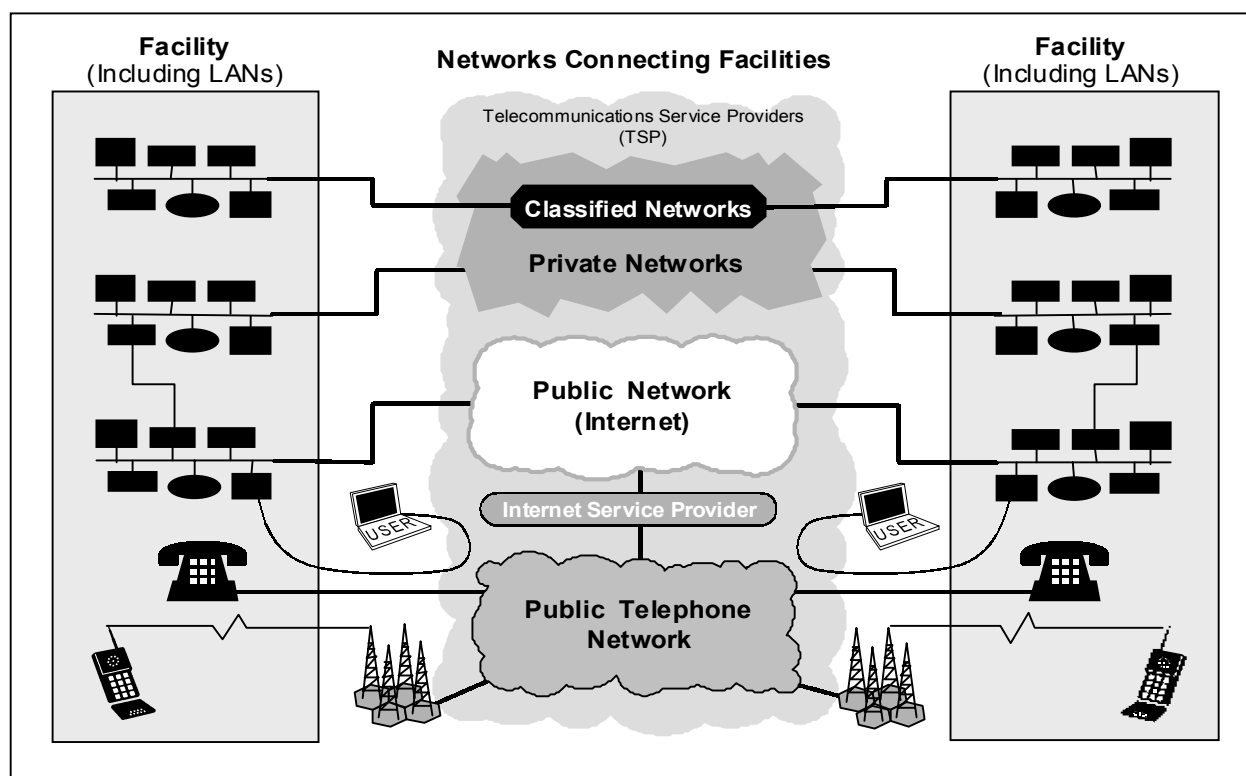 Facility
(Including LANs)
Networks Connecting Facilities
Facility
(Including LANs)
Telecommunications Service Providers
(TSP)
Classified Networks
Private Networks
Public Network
(Internet)
Internet Service Provider
USER
USER
Public Telephone
Network